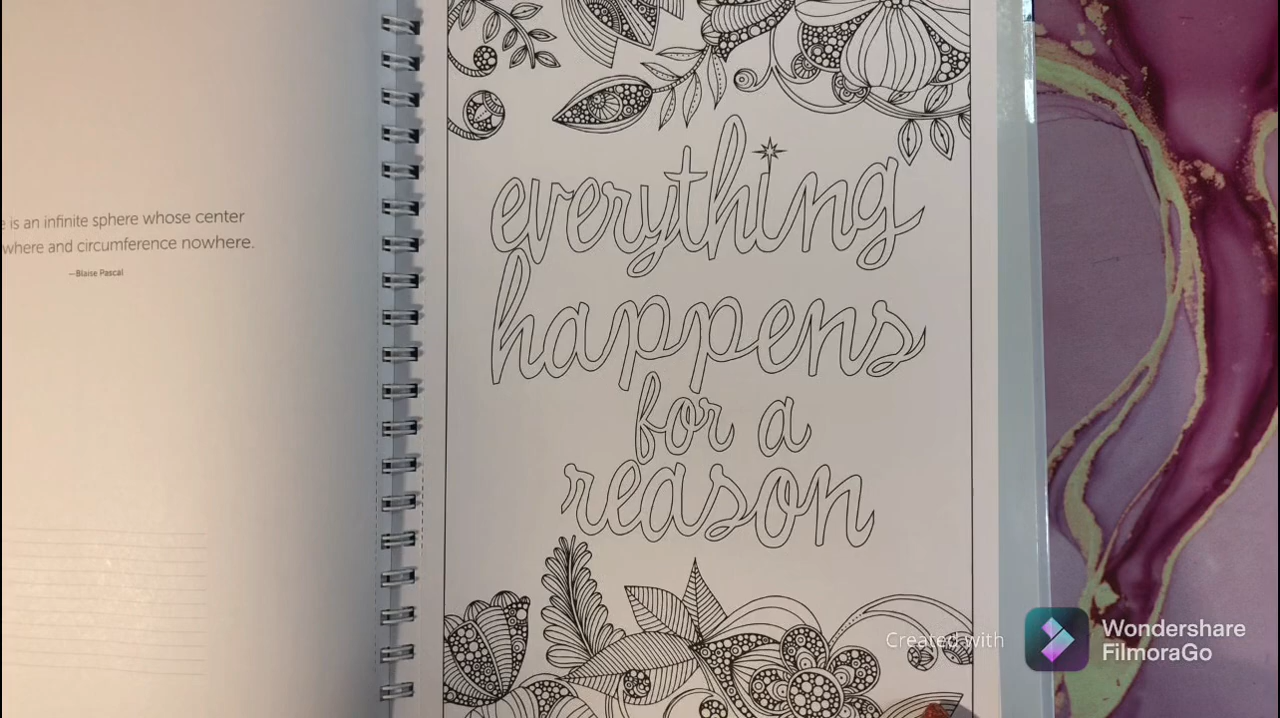 is an infinite sphere whose center
where and circumference nowhere.
—Blaise Pascal
everything
happens
for a
reason
Created with
Wondershare
FilmoraGo